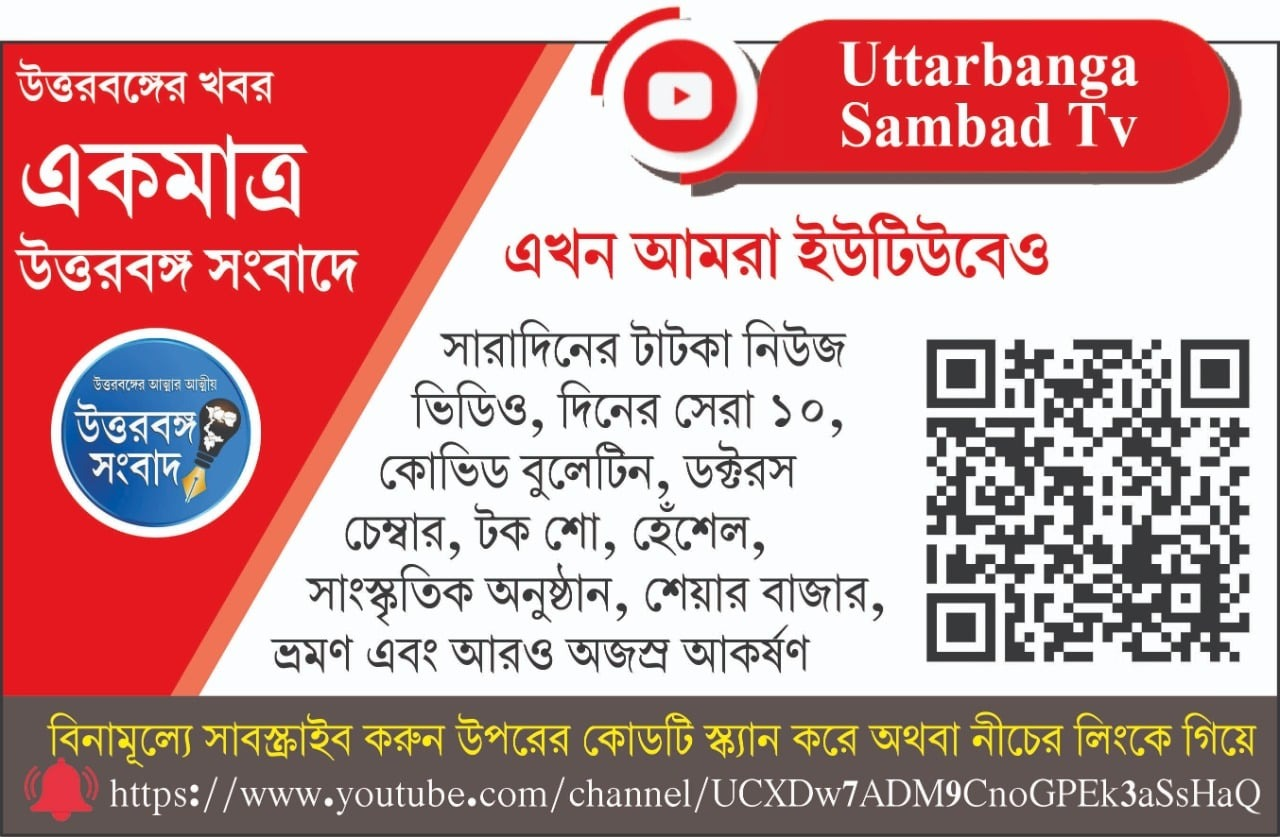 উত্তরবঙ্গের খবর
একমাত্র
উত্তরবঙ্গ সংবাদে
উত্তরবঙ্গের আত্মার আত্মীয়
উত্তরবঙ্গ
সংবাদ
Uttarbanga
Sambad Tv
এখন আমরা ইউটিউবেও
সারাদিনের টাটকা নিউজ
ভিডিও, দিনের সেরা ১০,
কোভিড বুলেটিন, ডক্টরস
চেম্বার, টক শো, হেঁশেল,
সাংস্কৃতিক অনুষ্ঠান, শেয়ার বাজার,
ভ্রমণ এবং আরও অজস্র আকর্ষণ
বিনামূল্যে সাবস্ক্রাইব করুন উপরের কোডটি স্ক্যান করে অথবা নীচের লিংকে গিয়ে
https://www.youtube.com/channel/UCXDw7ADM9CnoGPEk3aSsHaQ